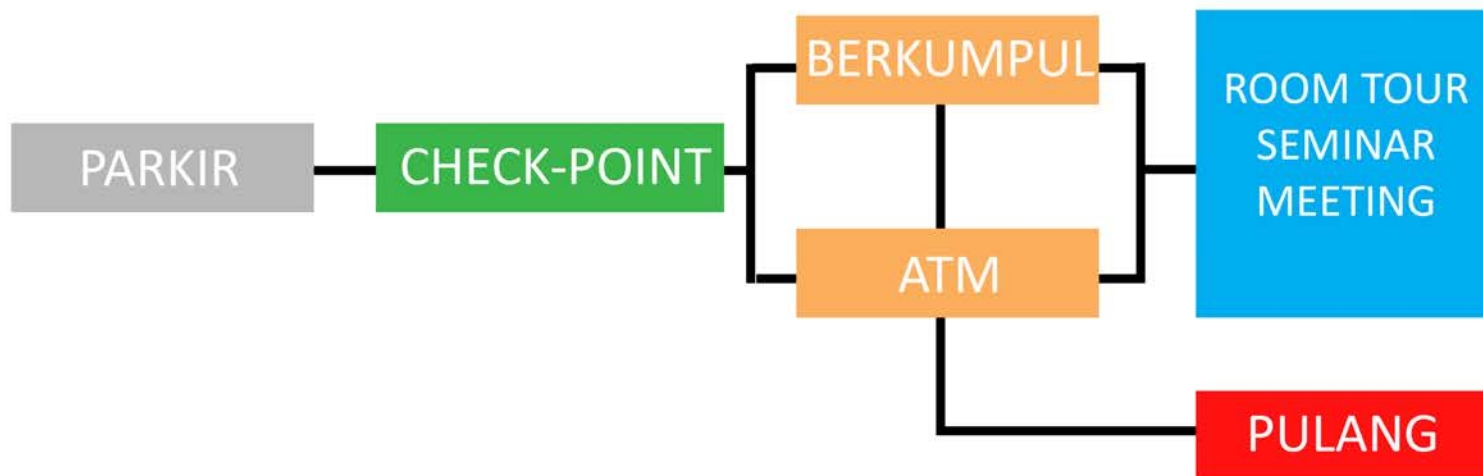 PARKIR
CHECK-POINT
BERKUMPUL
ATM
ROOM TOUR
SEMINAR
MEETING
PULANG